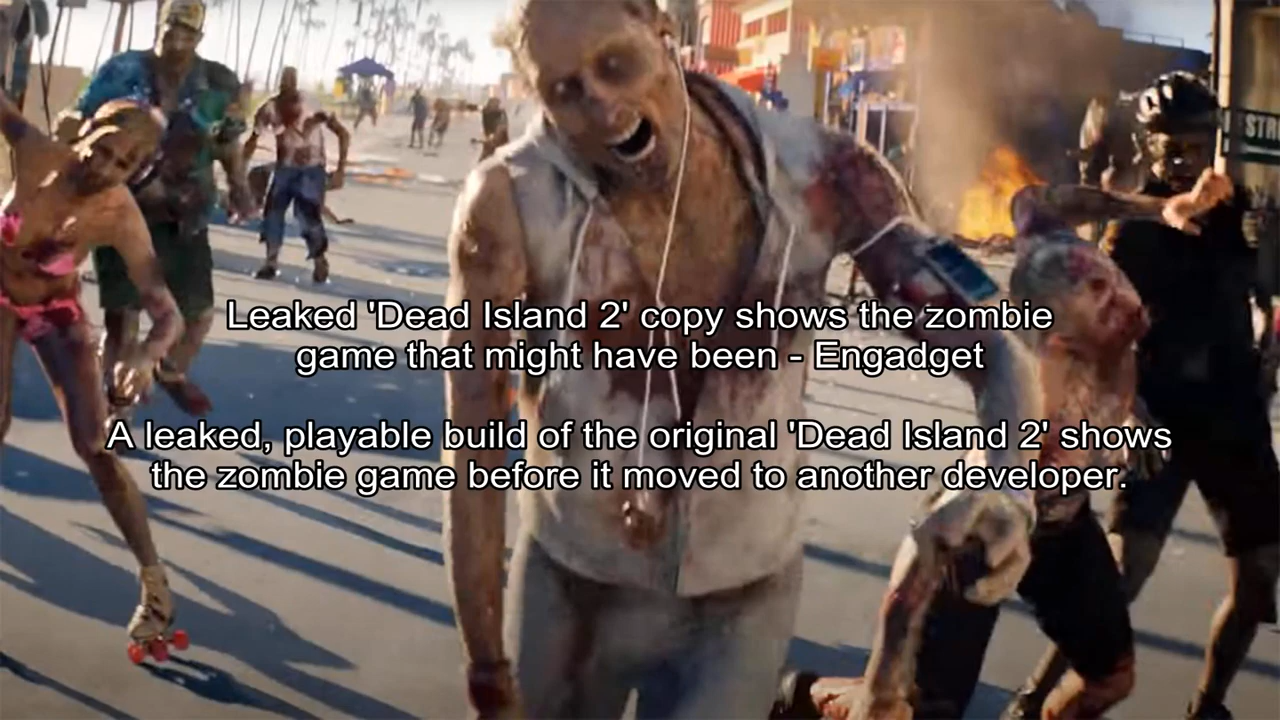 STR
Leaked 'Dead Island 2' copy shows the zombie
game that might have been - Engadget
A leaked, playable build of the original 'Dead Island 2' shows
the zombie game before it moved to another developer.